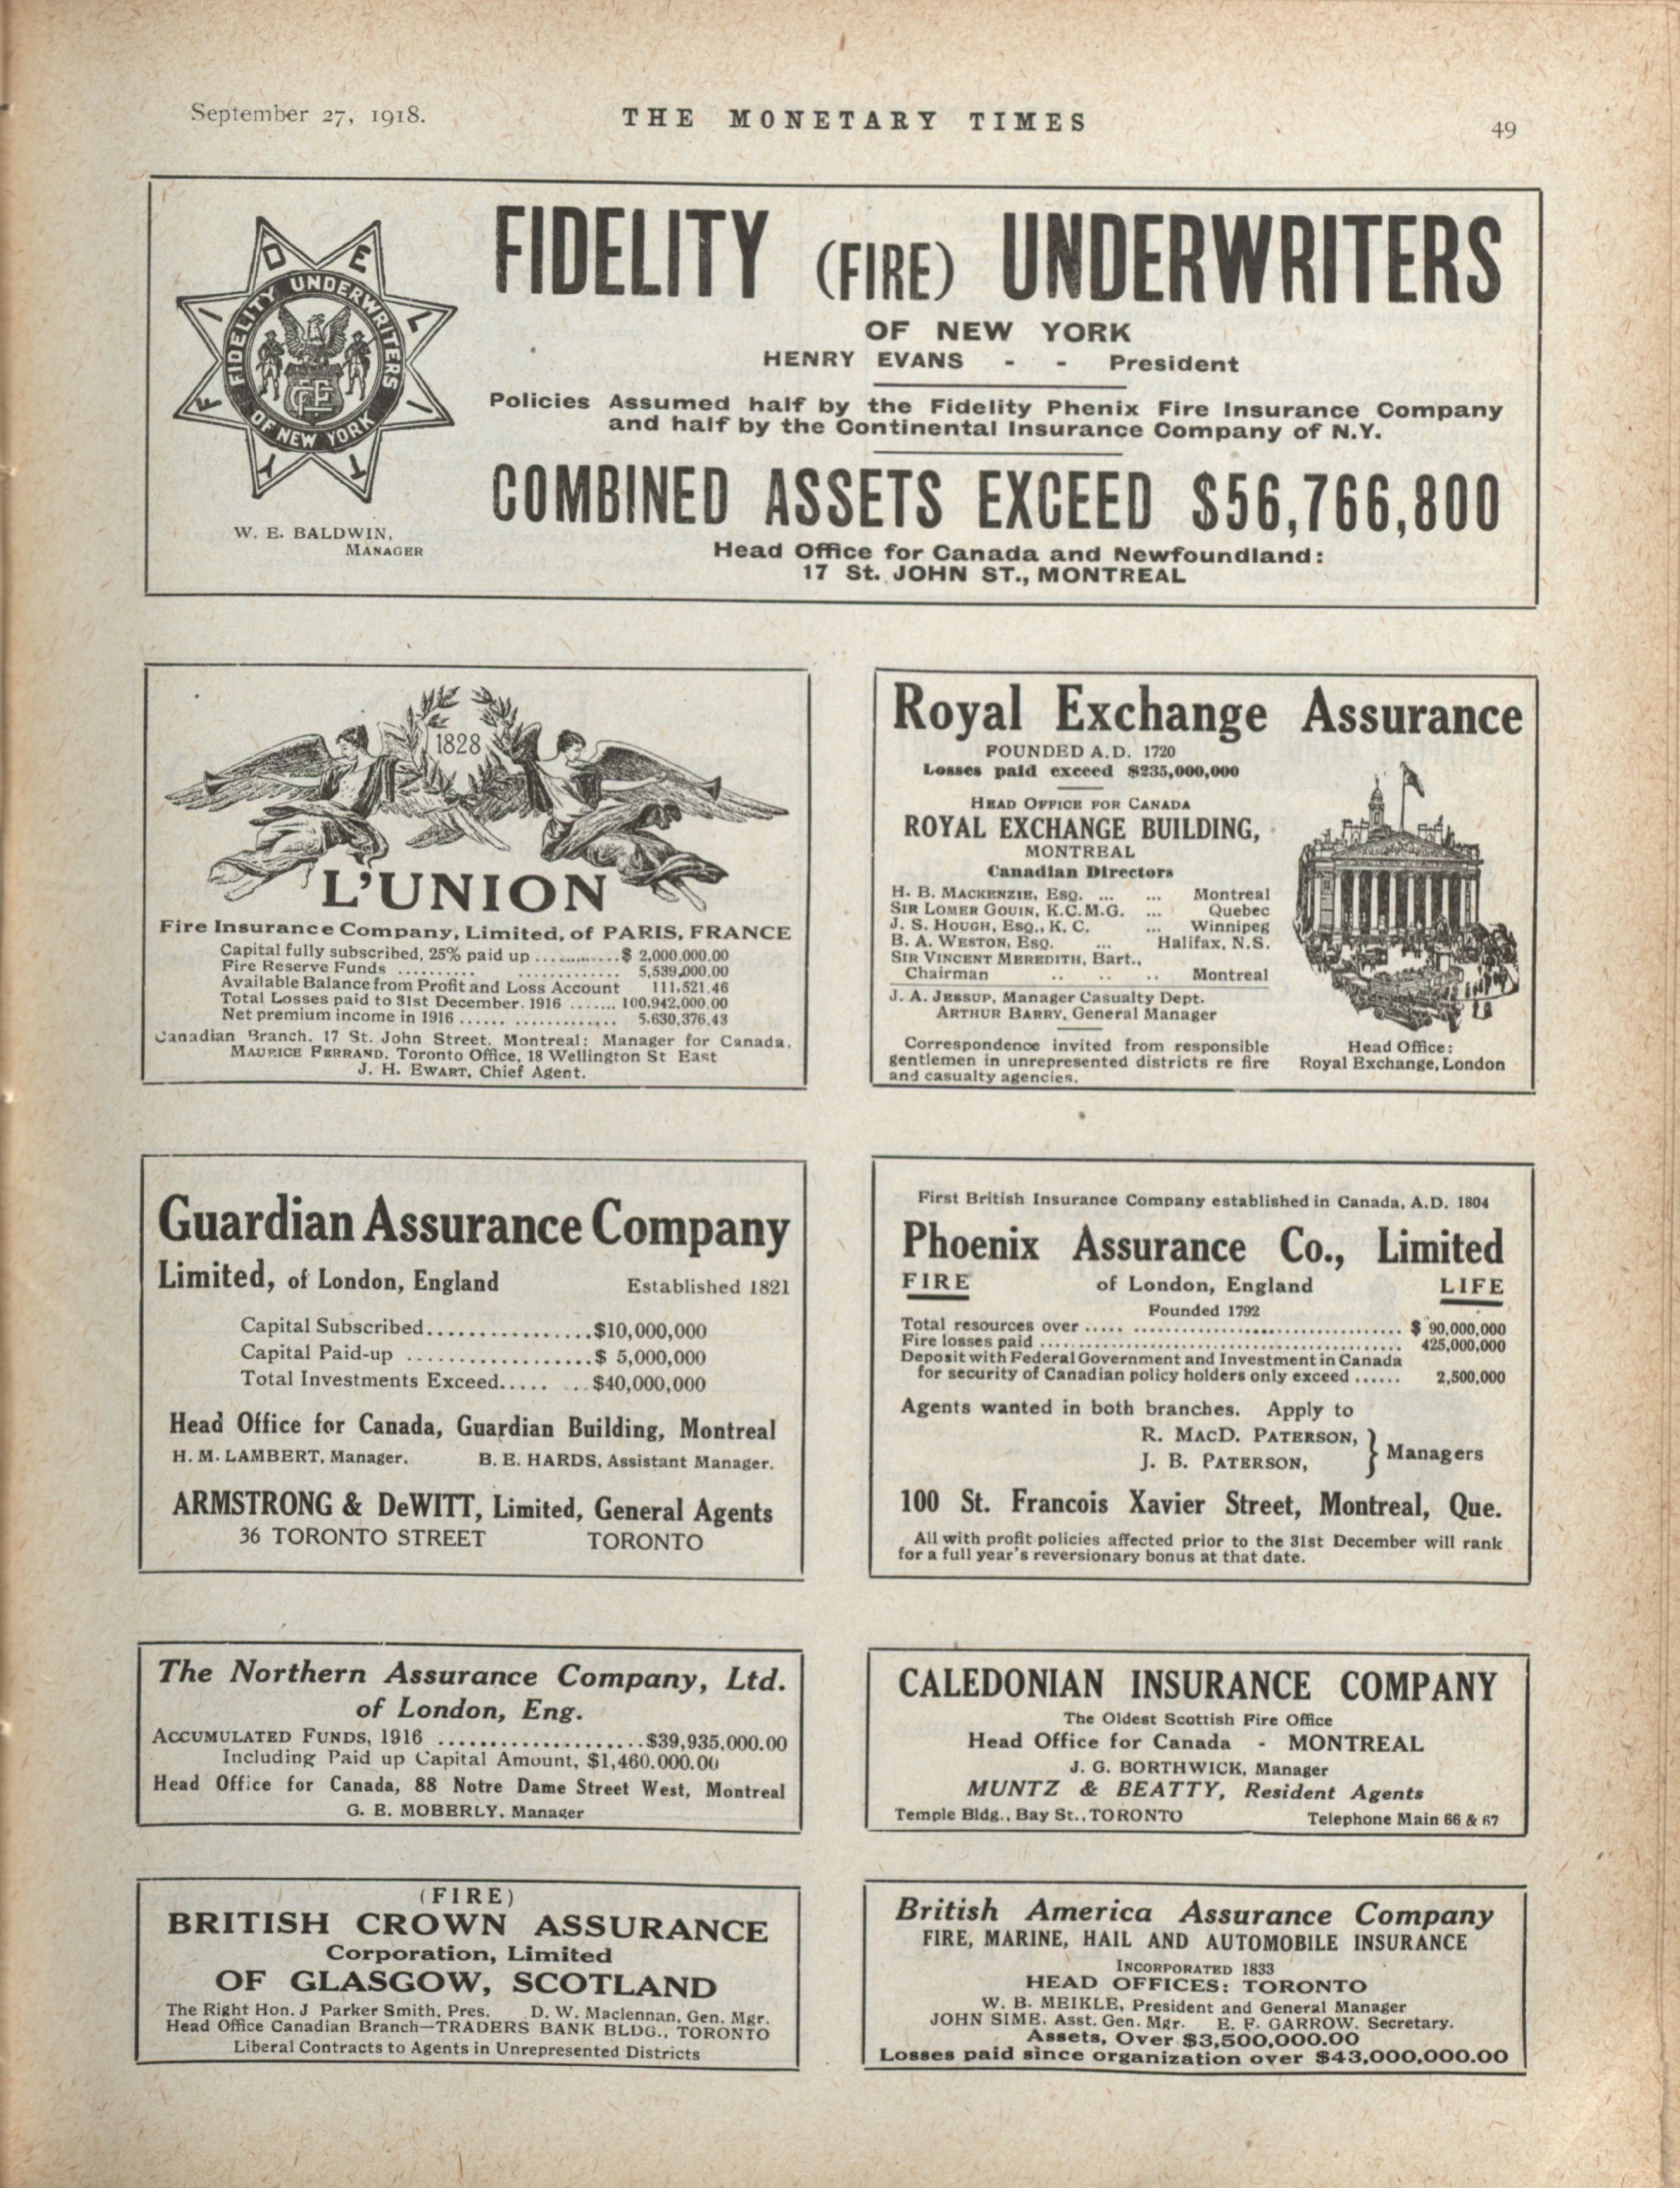 September 27, 1918.
THE MONETARY TIMES
49
FIDELITY
FIDELITY UNDERWRITERS
OF NEW YORK
W. E. BALDWIN,
MANAGER
FIDELITY (FIRE) UNDERWRITERS
OF NEW YORK
HENRY EVANS - - President
Policies Assumed half by the Fidelity Phenix Fire Insurance Company
and half by the Continental Insurance Company of N.Y.
COMBINED ASSETS EXCEED $56,766,800
Head Office for Canada and Newfoundland:
17 St. JOHN ST., MONTREAL
1828
L'UNION
Fire Insurance Company, Limited, of PARIS, FRANCE
Capital fully subscribed, 25% paid up ............. $ 2,000,000.00
Fire Reserve Funds .......... ............. 5,539,000.00
Available Balance from Profit and Loss Account 111,521.46
Total Losses paid to 31st December, 1916 ....... 100,942,000.00
Net premium income in 1916 ...... ............. 5,630,376.43
Canadian Branch, 17 St. John Street, Montreal; Manager for Canada,
MAURICE FERRAND. Toronto Office, 18 Wellington St East
J. H. EWART, Chief Agent.
Royal Exchange Assurance
FOUNDED A.D. 1720
Losses paid exceed $235,000,000
HEAD OFFICE FOR CANADA
ROYAL EXCHANGE BUILDING,
MONTREAL
Canadian Directors
H. B. MACKENZIE, ESQ. ... ... Montreal
SIR LOMER GOUIN, K.C.M.G. ... Quebec
J. S. HOUGH, ESQ., K. C. ... Winnipeg
B. A. WESTON, ESQ. ... Halifax, N.S.
SIR VINCENT MEREDITH, Bart.,
Chairman .. .. .. Montreal
J. A. JESSUP, Manager Casualty Dept.
ARTHUR BARRY, General Manager
Correspondence invited from responsible
gentlemen in unrepresented districts re fire
and casualty agencies.
Head Office:
Royal Exchange, London
Guardian Assurance Company
Limited, of London, England Established 1821
Capital Subscribed................$10,000,000
Capital Paid-up ..................$ 5,000,000
Total Investments Exceed..... ...$40,000,000
Head Office for Canada, Guardian Building, Montreal
H. M. LAMBERT, Manager. B. E. HARDS, Assistant Manager.
ARMSTRONG & DeWITT, Limited, General Agents
36 TORONTO STREET TORONTO
First British Insurance Company established in Canada, A.D. 1804
Phoenix Assurance Co., Limited
FIRE of London, England LIFE
Founded 1792
Total resources over ..... .................................. $ 90,000,000
Fire losses paid ............................................. 425,000,000
Deposit with Federal Government and Investment in Canada
for security of Canadian policy holders only exceed ...... 2,500,000
Agents wanted in both branches. Apply to
R. MACD. PATERSON,
J. B. PATERSON,
} Managers
100 St. Francois Xavier Street, Montreal, Que.
All with profit policies affected prior to the 31st December will rank
for a full year's reversionary bonus at that date.
The Northern Assurance Company, Ltd.
of London, Eng.
ACCUMULATED FUNDS, 1916 ....................$39,935,000.00
Including Paid up Capital Amount, $1,460.000.00
Head Office for Canada, 88 Notre Dame Street West, Montreal
G. E. MOBERLY, Manager
CALEDONIAN INSURANCE COMPANY
The Oldest Scottish Fire Office
Head Office for Canada - MONTREAL
J. G. BORTHWICK, Manager
MUNTZ & BEATTY, Resident Agents
Temple Bldg., Bay St., TORONTO Telephone Main 66 & 67
(FIRE)
BRITISH CROWN ASSURANCE
Corporation, Limited
OF GLASGOW, SCOTLAND
The Right Hon. J Parker Smith, Pres. D. W. Maclennan, Gen. Mgr.
Head Office Canadian Branch—TRADERS BANK BLDG., TORONTO
Liberal Contracts to Agents in Unrepresented Districts
British America Assurance Company
FIRE, MARINE, HAIL AND AUTOMOBILE INSURANCE
INCORPORATED 1833
HEAD OFFICES: TORONTO
W. B. MEIKLE, President and General Manager
JOHN SIME, Asst. Gen. Mgr. E. F. GARROW, Secretary.
Assets, Over $3,500,000.00
Losses paid since organization over $43,000,000.00